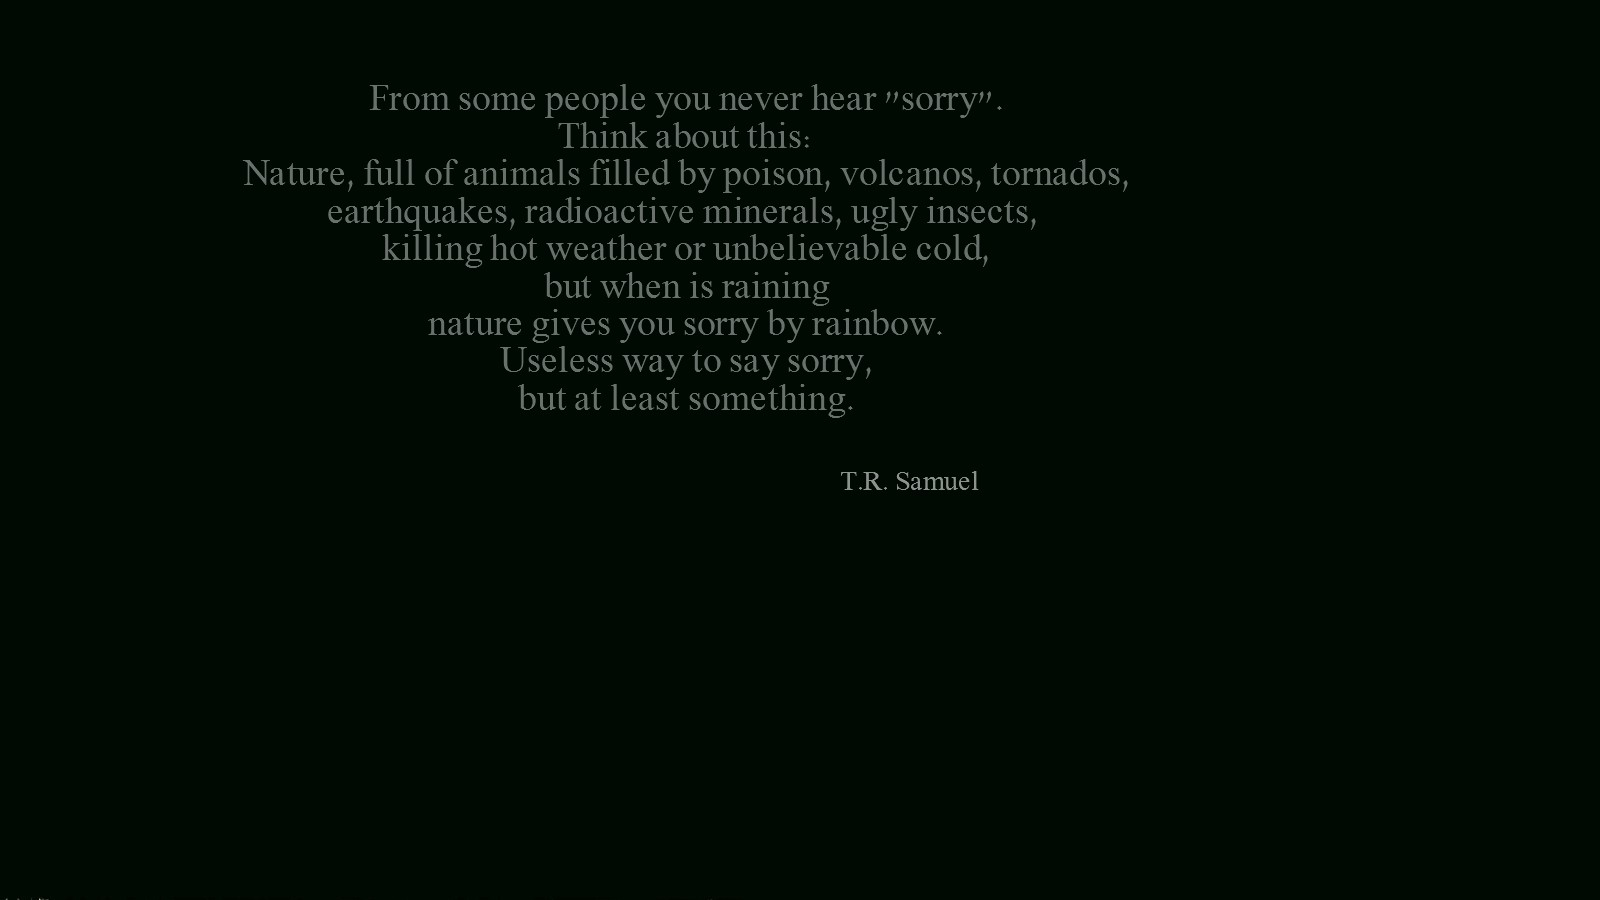 From some people you never hear "sorry".
Think about this:
Nature, full of animals filled by poison, volcanos, tornados,
earthquakes, radioactive minerals, ugly insects,
killing hot weather or unbelievable cold,
but when is raining
nature gives you sorry by rainbow.
Useless way to say sorry,
but at least something.
T.R. Samuel